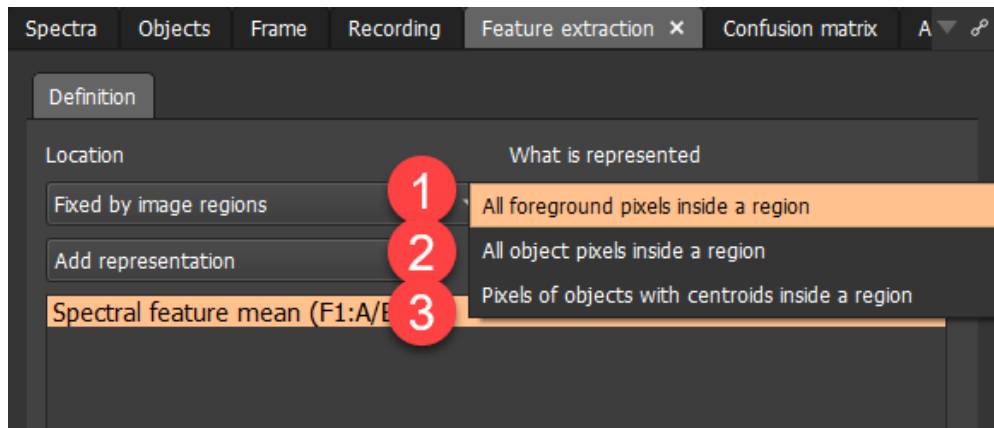 Spectra Objects Frame Recording Feature extraction × Confusion matrix A
Definition
Location What is represented
Fixed by image regions 1 All foreground pixels inside a region
Add representation 2 All object pixels inside a region
Spectral feature mean (F1:A/ 3 Pixels of objects with centroids inside a region